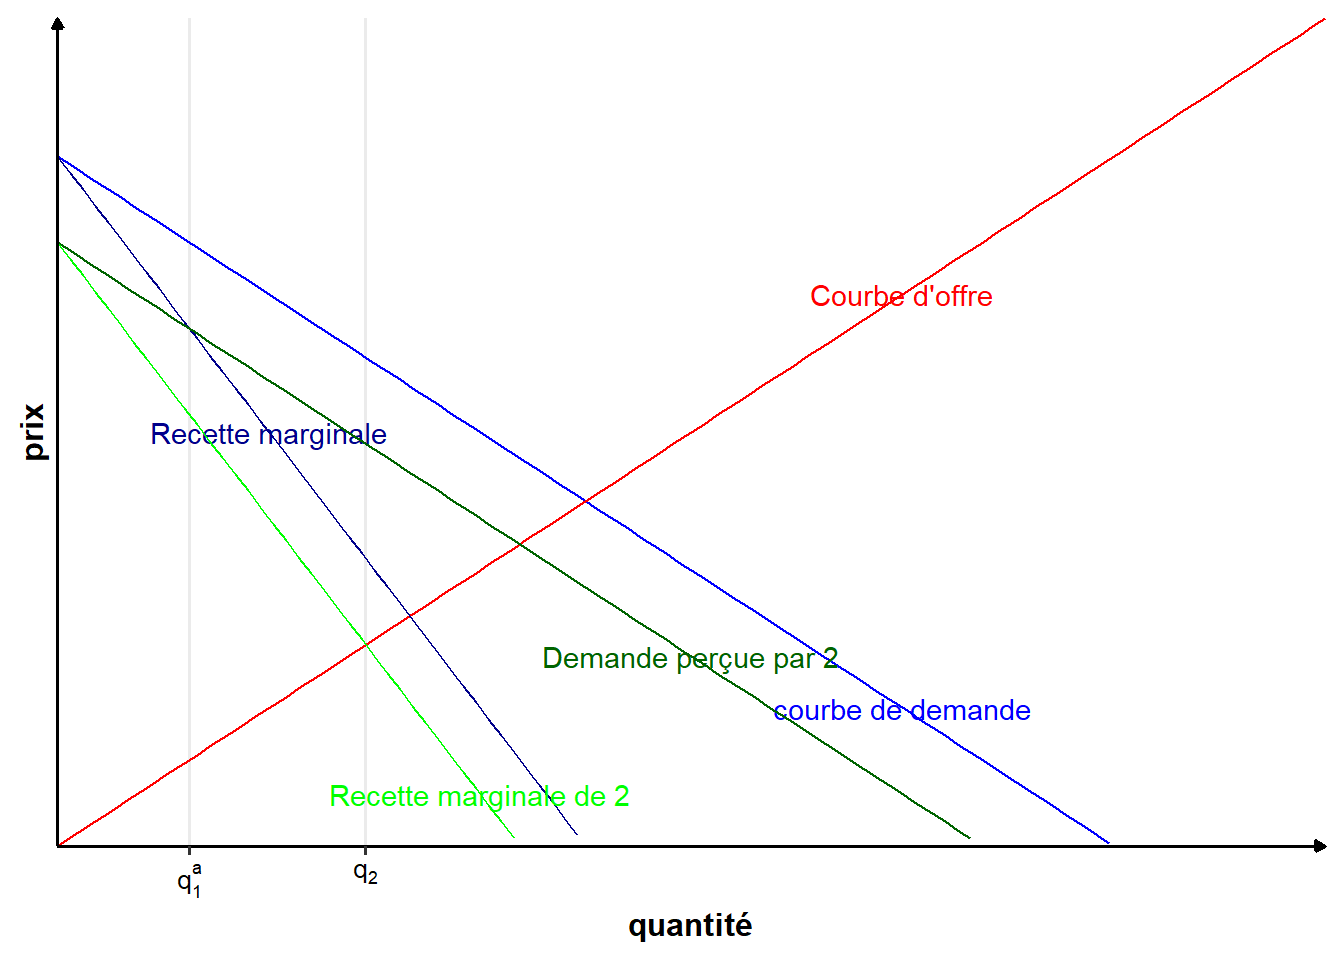 Courbe d'offre
prix
Recette marginale
Demande perçue par 2
courbe de demande
Recette marginale de 2
q₁ᵃ
q₂
quantité